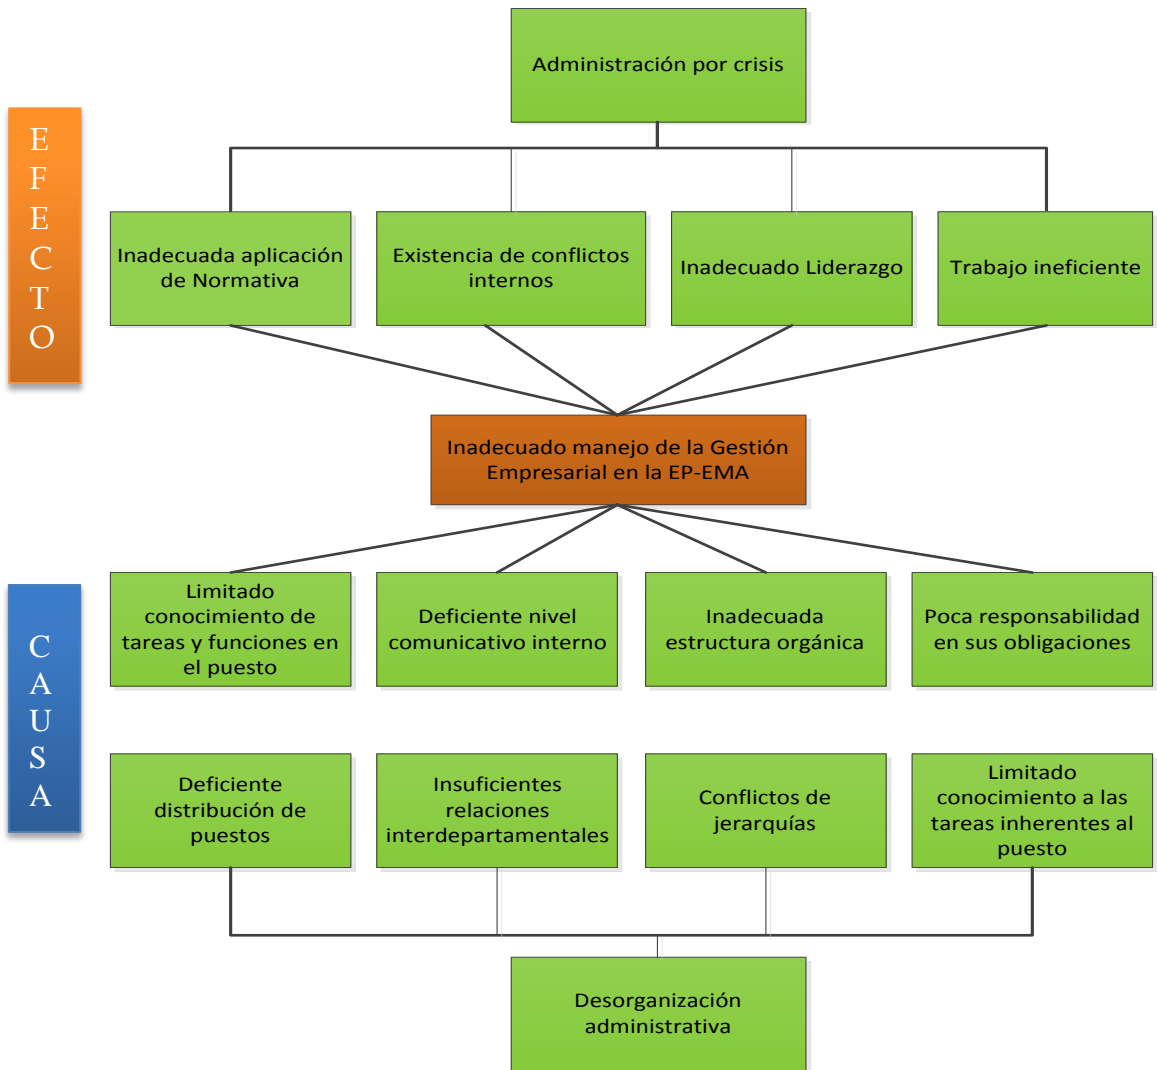 Administración por crisis
EFECTO
Inadecuada aplicación
de Normativa
Existencia de conflictos
internos
Inadecuado Liderazgo
Trabajo ineficiente
Inadecuado manejo de la Gestión
Empresarial en la EP-EMA
CAUSA
Limitado
conocimiento de
tareas y funciones en
el puesto
Deficiente nivel
comunicativo interno
Inadecuada
estructura orgánica
Poca responsabilidad
en sus obligaciones
Deficiente
distribución de
puestos
Insuficientes
relaciones
interdepartamentales
Conflictos de
jerarquías
Limitado
conocimiento a las
tareas inherentes al
puesto
Desorganización
administrativa